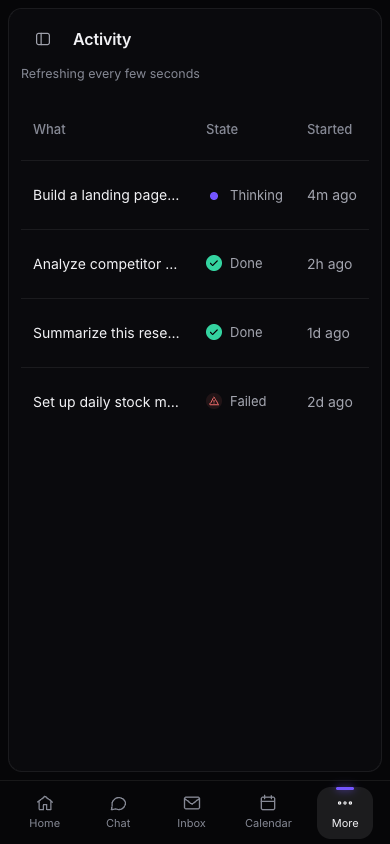 Activity
Refreshing every few seconds
What State Started
Build a landing page... Thinking 4m ago
Analyze competitor ... Done 2h ago
Summarize this rese... Done 1d ago
Set up daily stock m... Failed 2d ago
Home Chat Inbox Calendar More